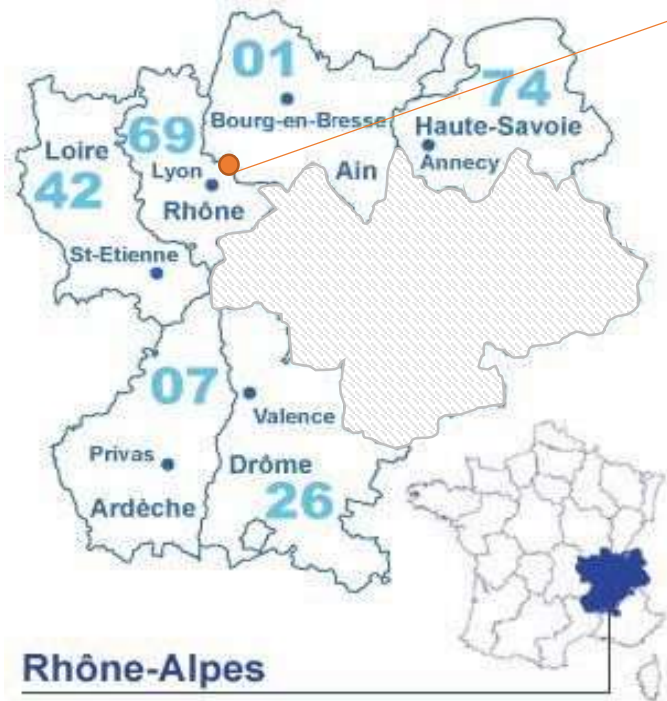 01
Bourg-en-Bresse
Ain
74
Haute-Savoie
Annecy
69
Lyon
Rhône
Loire
42
St-Etienne
07
Privas
Ardèche
Valence
Drôme
26
Rhône-Alpes